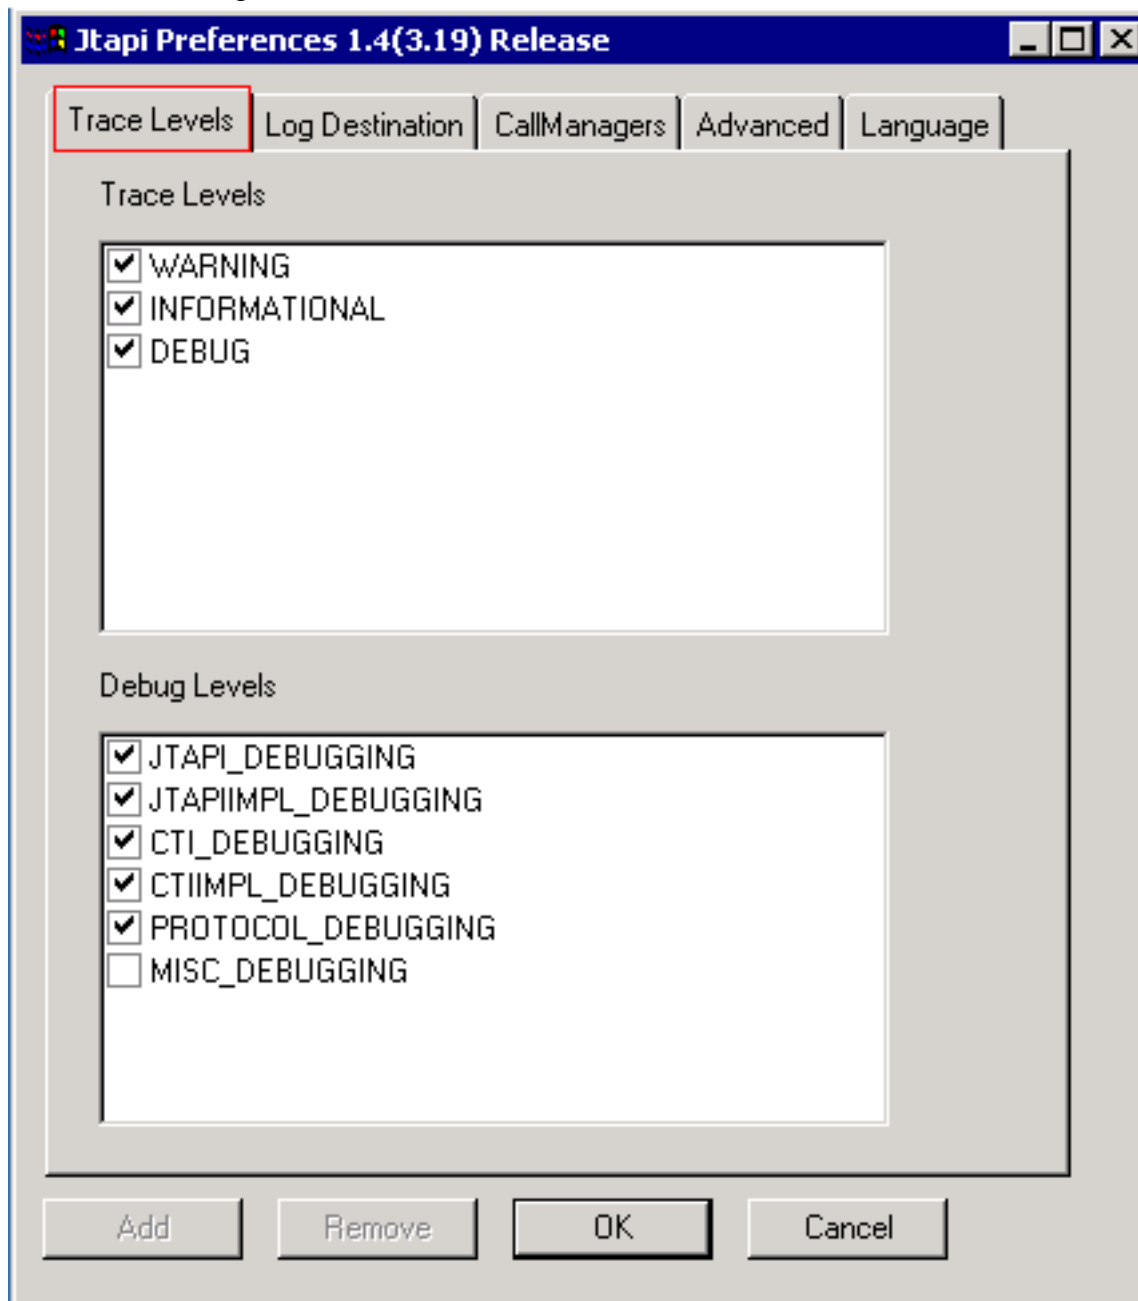 Jtapi Preferences 1.4(3.19) Release
Trace Levels Log Destination CallManagers Advanced Language
Trace Levels
WARNING
INFORMATIONAL
DEBUG
Debug Levels
JTAPI_DEBUGGING
JTAPIIMPL_DEBUGGING
CTI_DEBUGGING
CTIIMPL_DEBUGGING
PROTOCOL_DEBUGGING
MISC_DEBUGGING
Add Remove OK Cancel